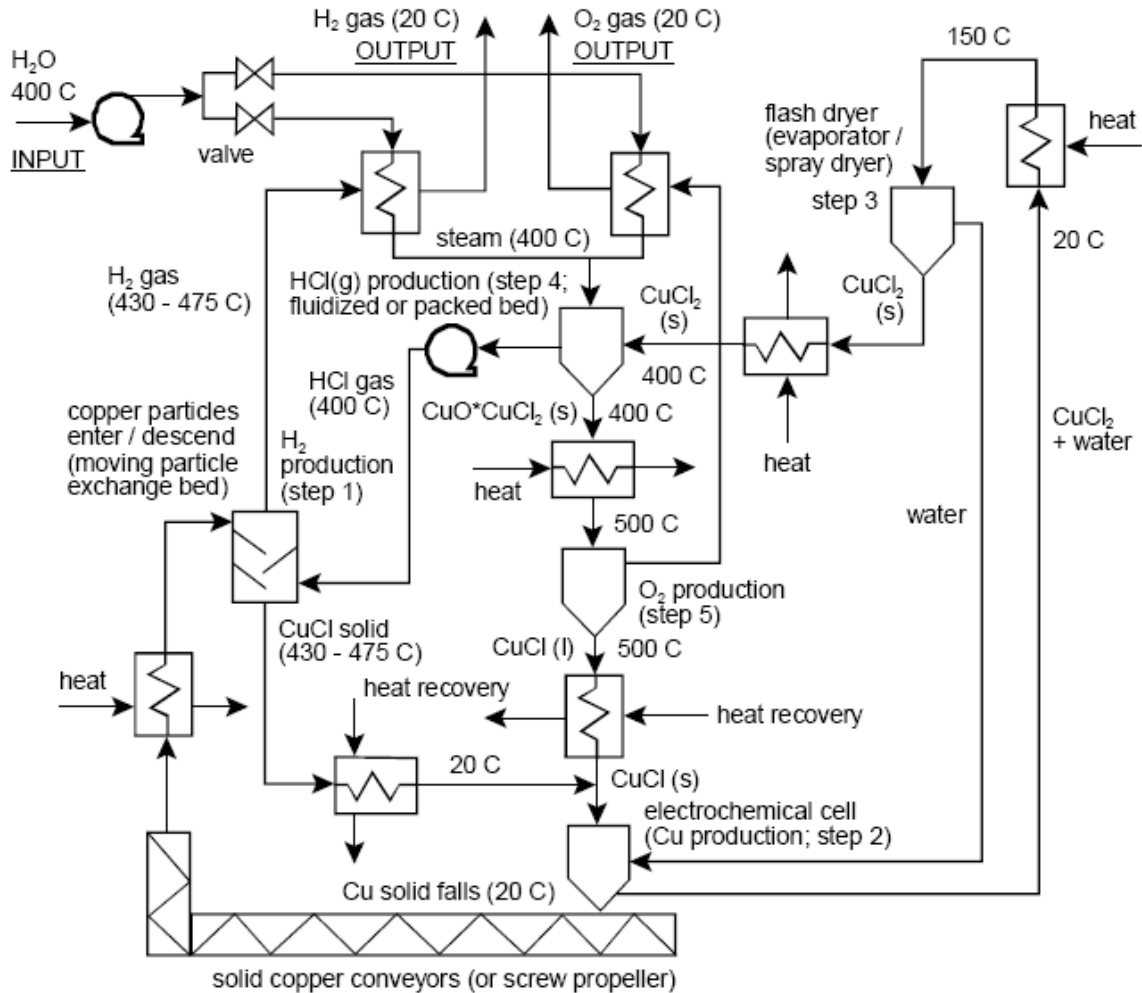 H₂ gas (20 C)
OUTPUT
O₂ gas (20 C)
OUTPUT
150 C
H₂O
400 C
INPUT
valve
flash dryer
(evaporator /
spray dryer)
step 3
heat
20 C
steam (400 C)
H₂ gas
(430 - 475 C)
HCl(g) production (step 4;
fluidized or packed bed)
CuCl₂
(s)
CuCl₂
(s)
400 C
HCl gas
(400 C)
CuO*CuCl₂ (s)
400 C
CuCl₂
+ water
copper particles
enter / descend
(moving particle
exchange bed)
H₂
production
(step 1)
heat
heat
500 C
water
O₂ production
(step 5)
CuCl solid
(430 - 475 C)
CuCl (l)
500 C
heat
heat recovery
heat recovery
20 C
CuCl (s)
electrochemical cell
(Cu production; step 2)
Cu solid falls (20 C)
solid copper conveyors (or screw propeller)